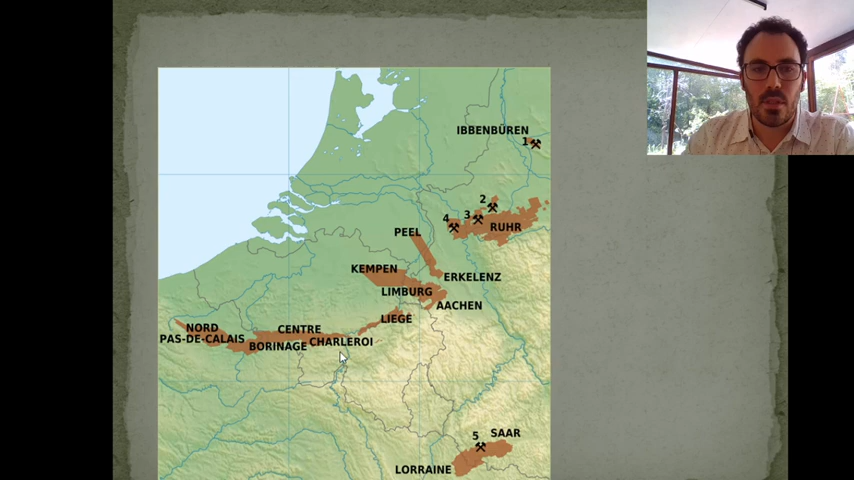 IBBENBÜREN
1
2
3
4
RUHR
PEEL
KEMPEN
ERKELENZ
LIMBURG
AACHEN
LIEGE
NORD
PAS-DE-CALAIS
CENTRE
BORINAGE
CHARLEROI
5
SAAR
LORRAINE